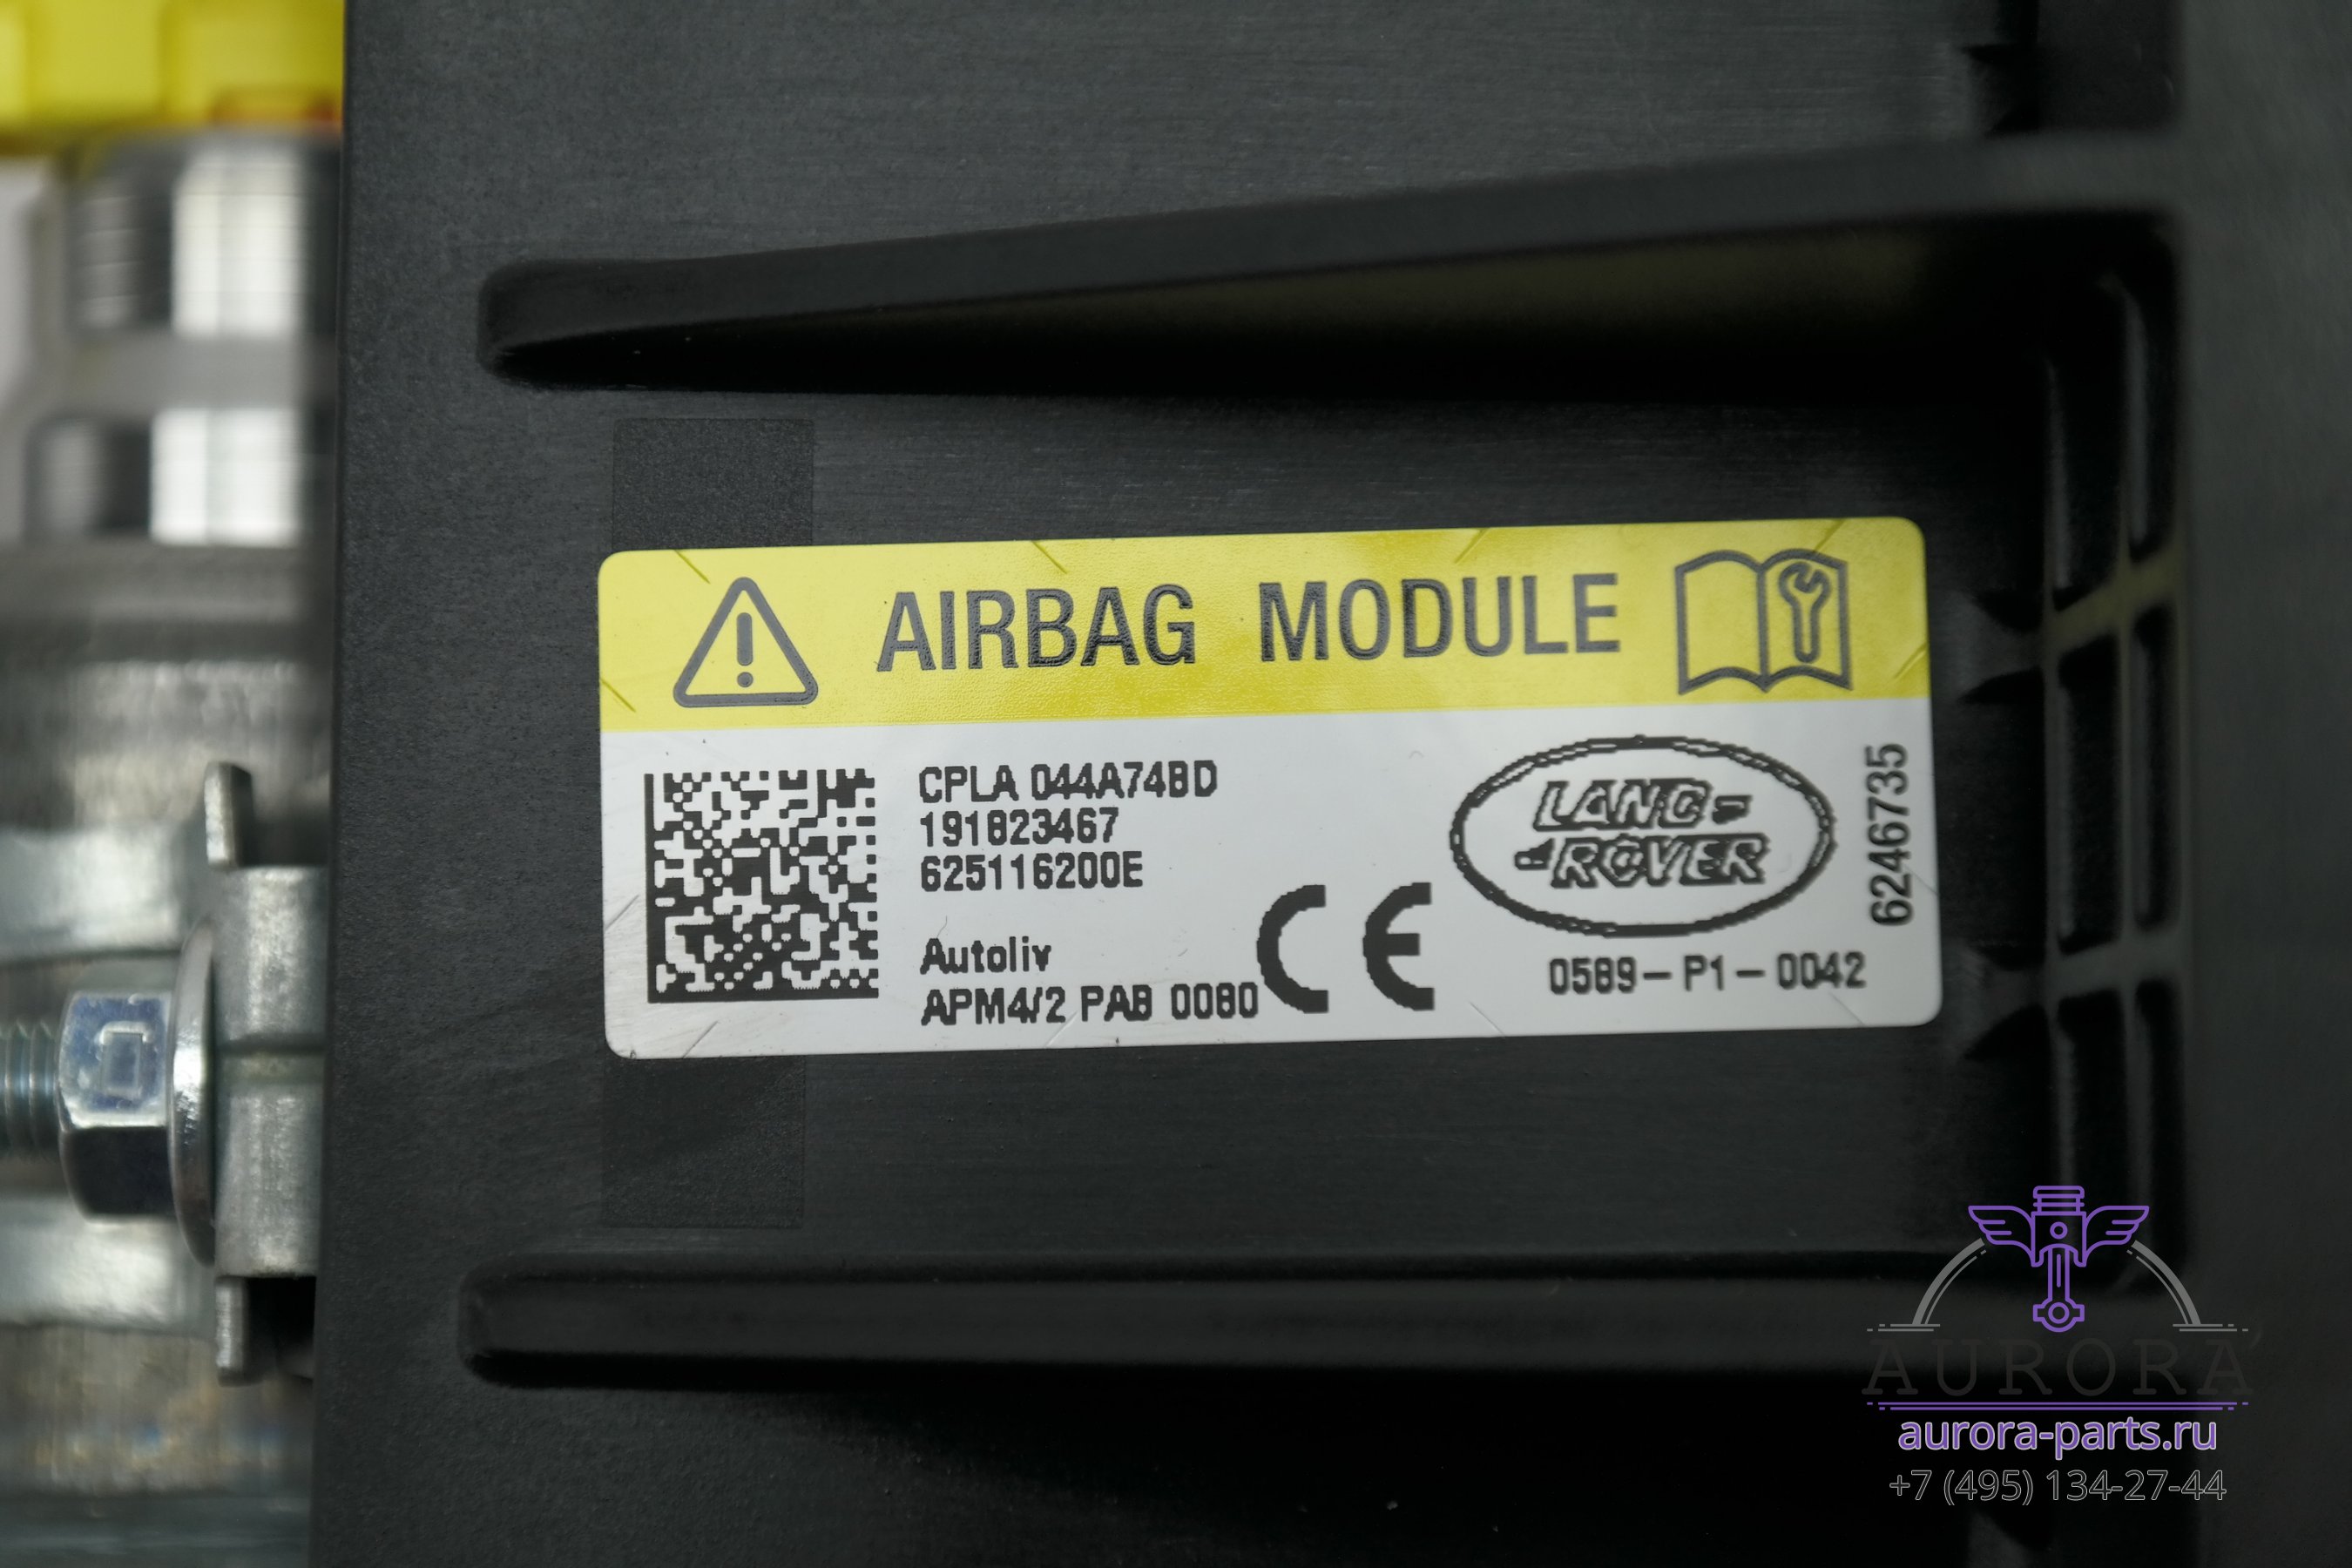 AIRBAG MODULE
CPLA 044A74BD
191823467
625116200E
Autoliv
APM4/2 PAB 0080
CE
LAND-
-ROVER
0589-P1-0042
6246735
AURORA
aurora-parts.ru
+7 (495) 134-27-44